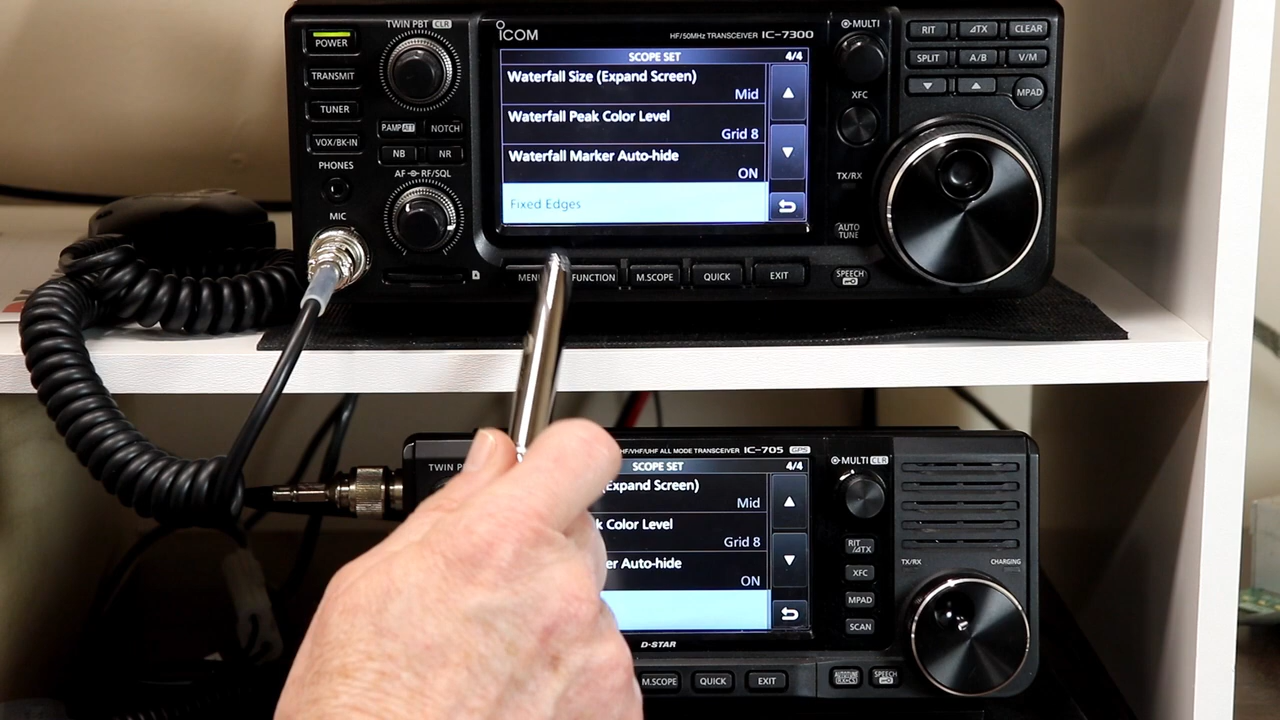 TWIN PBT CLR
ICOM
HF/50MHz TRANSCEIVER IC-7300
MULTI
RIT
⊿TX
CLEAR
POWER
SCOPE SET
4/4
SPLIT
A/B
V/M
TRANSMIT
Waterfall Size (Expand Screen)
Mid
XFC
MPAD
TUNER
Waterfall Peak Color Level
Grid 8
P.AMP ATT
NOTCH
VOX/BK-IN
NB
NR
Waterfall Marker Auto-hide
ON
PHONES
AF RF/SQL
TX/RX
Fixed Edges
MIC
AUTO
TUNE
MENU
FUNCTION
M.SCOPE
QUICK
EXIT
SPEECH
HF/VHF/UHF ALL MODE TRANSCEIVER IC-705 GPS
TWIN
SCOPE SET
4/4
MULTI CLR
(Expand Screen)
Mid
Color Level
Grid 8
RIT
/⊿TX
Auto-hide
ON
XFC
TX/RX
CHARGING
MPAD
SCAN
D-STAR
M.SCOPE
QUICK
EXIT
SPEECH